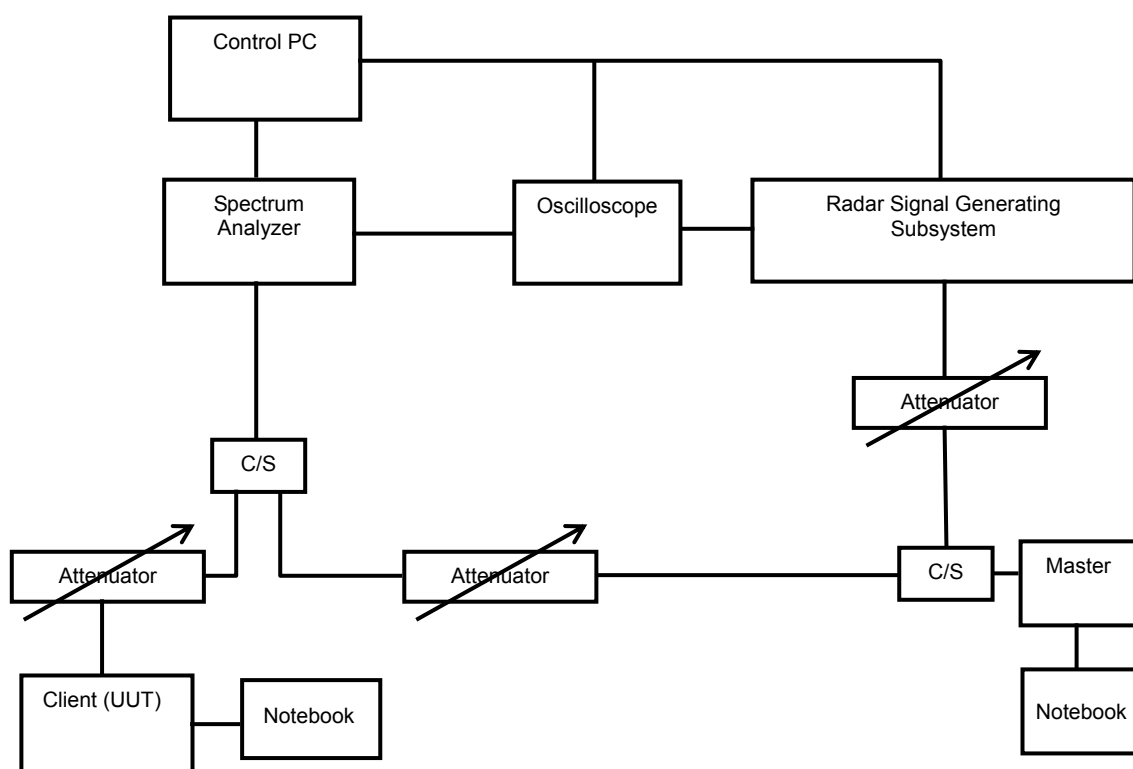 Control PC
Spectrum
Analyzer
Oscilloscope
Radar Signal Generating
Subsystem
Attenuator
C/S
Attenuator
Attenuator
C/S
Master
Client (UUT)
Notebook
Notebook